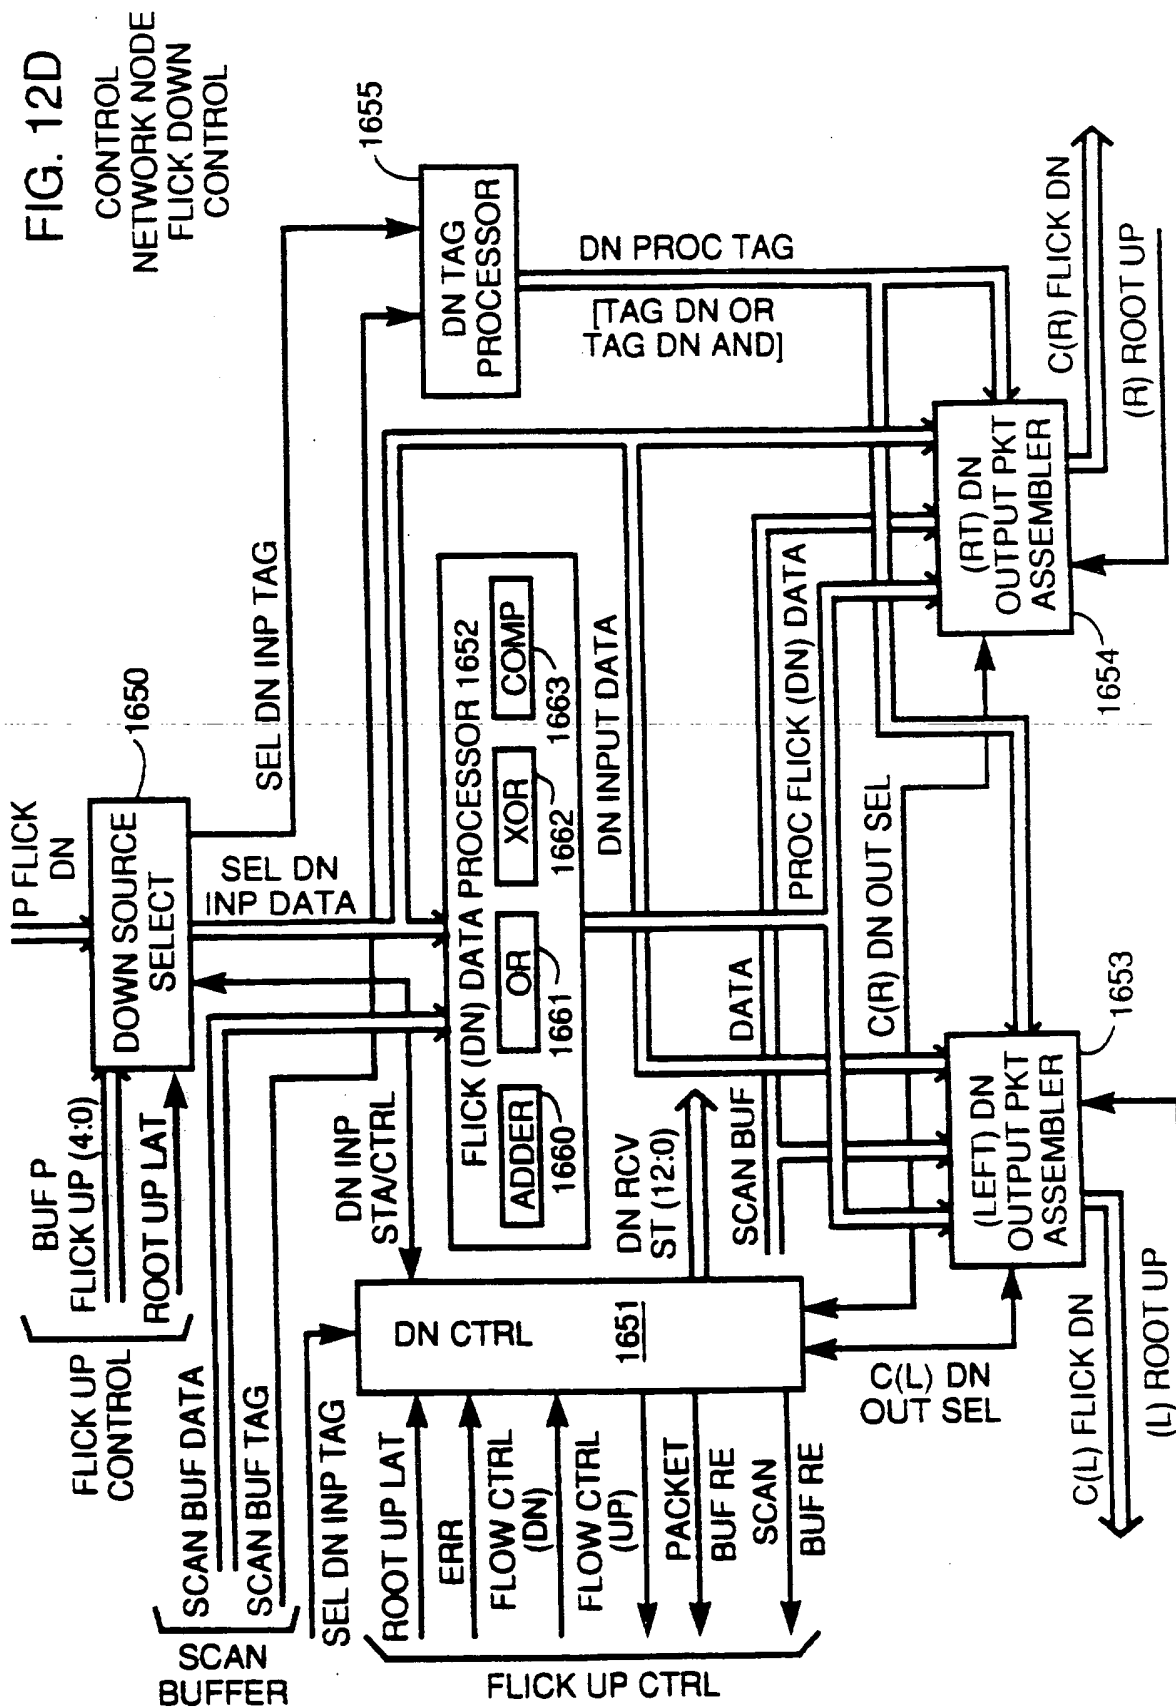 FIG. 12D
CONTROL
NETWORK NODE
FLICK DOWN
CONTROL
P FLICK
DN
1650
DOWN SOURCE
SELECT
BUF P
FLICK UP (4:0)
ROOT UP LAT
FLICK UP
CONTROL
SCAN BUF DATA
SCAN BUF TAG
SCAN
BUFFER
SEL DN INP TAG
SEL DN
INP DATA
SEL DN INP TAG
1655
DN TAG
PROCESSOR
DN INP
STA/CTRL
FLICK (DN) DATA PROCESSOR 1652
ADDER
OR
XOR
COMP
1660
1661
1662
1663
DN PROC TAG
[TAG DN OR
TAG DN AND]
DN CTRL
1651
ROOT UP LAT
ERR
FLOW CTRL
(DN)
FLOW CTRL
(UP)
PACKET
BUF RE
SCAN
BUF RE
FLICK UP CTRL
DN RCV
ST (12:0)
DN INPUT DATA
SCAN BUF DATA
PROC FLICK (DN) DATA
C(R) DN OUT SEL
C(L) DN
OUT SEL
(LEFT) DN
OUTPUT PKT
ASSEMBLER
1653
(RT) DN
OUTPUT PKT
ASSEMBLER
1654
C(L) FLICK DN
(L) ROOT UP
C(R) FLICK DN
(R) ROOT UP